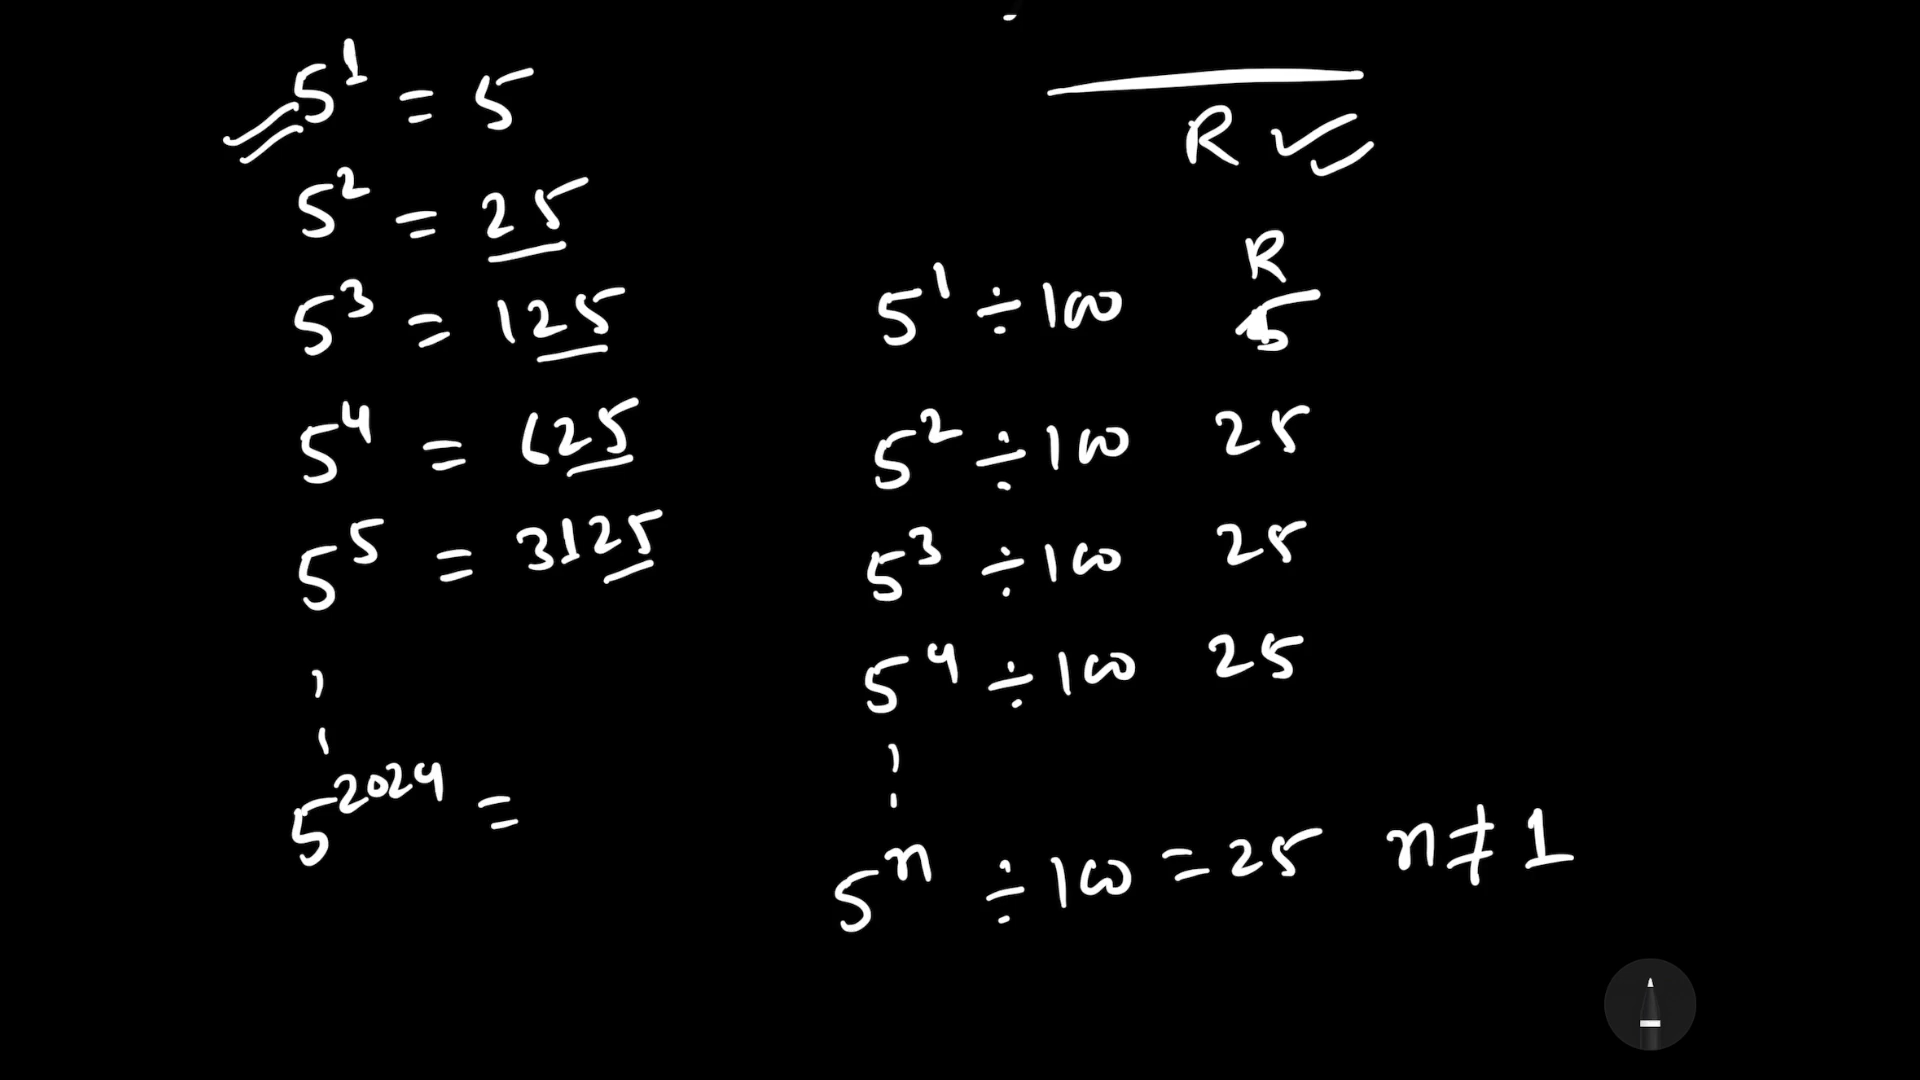 5¹ = 5
5² = 25
5³ = 125
5⁴ = 625
5⁵ = 3125
5²⁰²⁴ =
R
R
5¹ ÷ 100 5
5² ÷ 100 25
5³ ÷ 100 25
5⁴ ÷ 100 25
5ⁿ ÷ 100 = 25 n ≠ 1